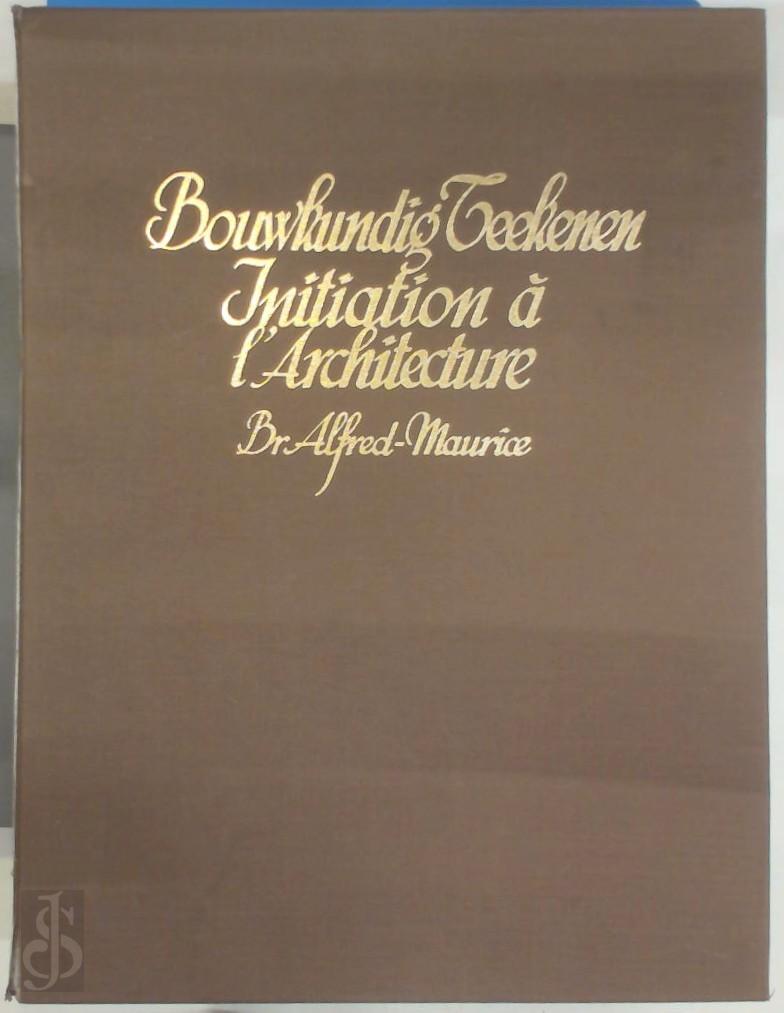 Bouwkundig Teekenen
Initiation à
l'Architecture
Br. Alfred-Maurice